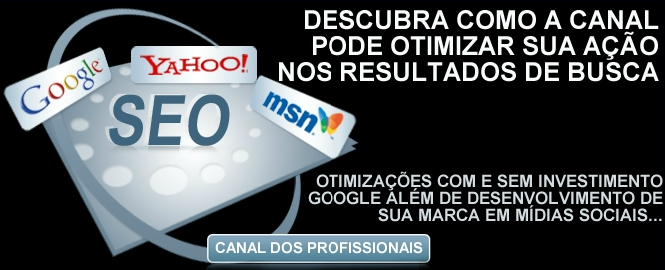 DESCUBRA COMO A CANAL
PODE OTIMIZAR SUA AÇÃO
NOS RESULTADOS DE BUSCA
Google
YAHOO!
msn
SEO
OTIMIZAÇÕES COM E SEM INVESTIMENTO
GOOGLE ALÉM DE DESENVOLVIMENTO DE
SUA MARCA EM MÍDIAS SOCIAIS...
CANAL DOS PROFISSIONAIS